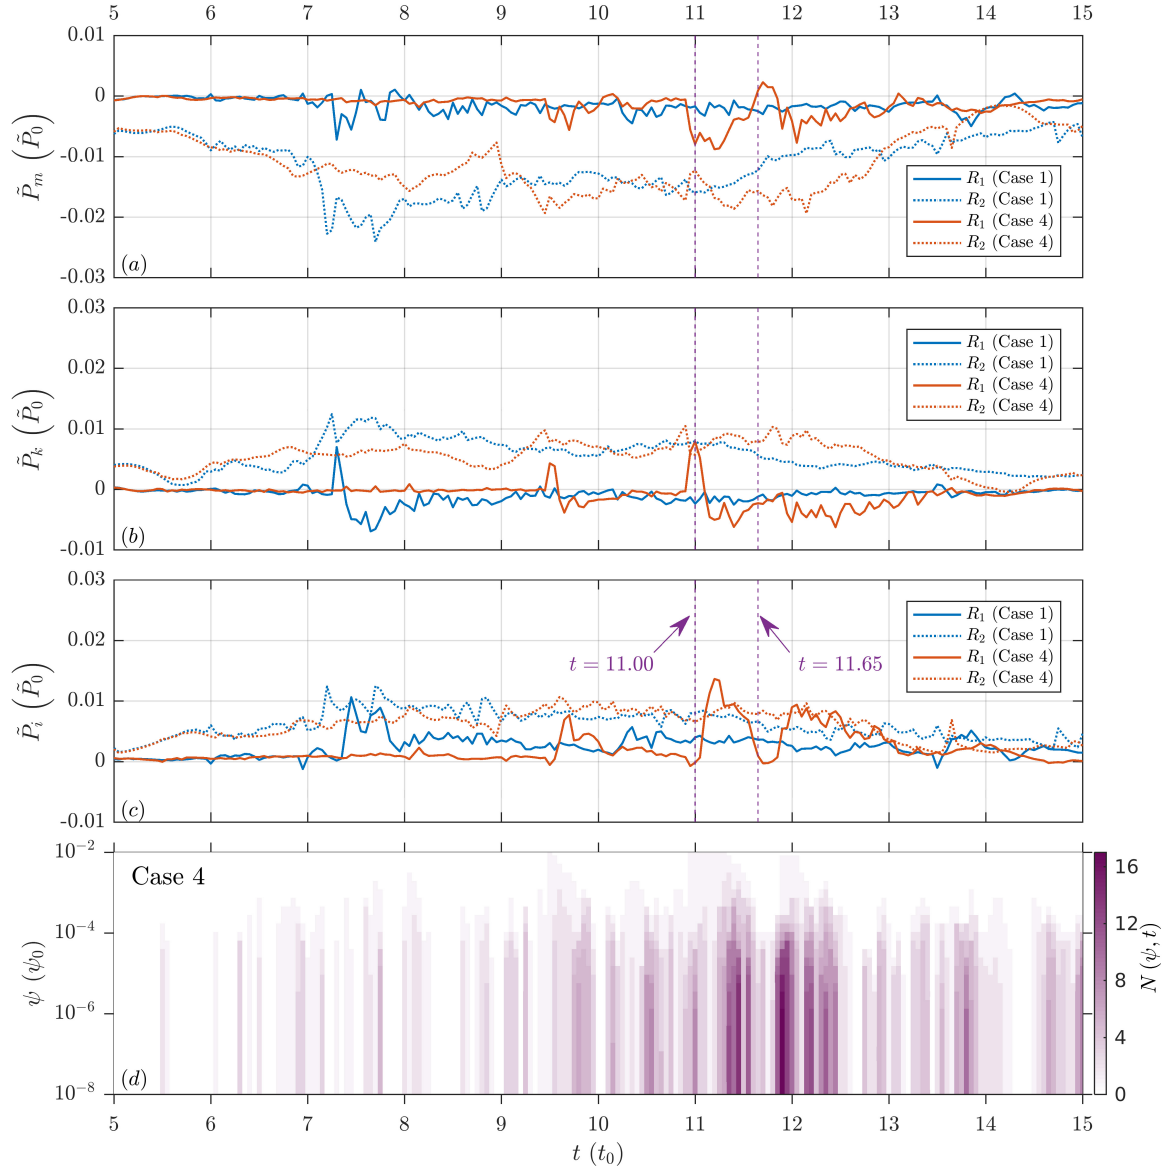 5 6 7 8 9 10 11 12 13 14 15
0.01
0
-0.01
-0.02
-0.03
P̃m (P̃0)
R1 (Case 1)
R2 (Case 1)
R1 (Case 4)
R2 (Case 4)
(a)
0.03
0.02
0.01
0
-0.01
P̃k (P̃0)
R1 (Case 1)
R2 (Case 1)
R1 (Case 4)
R2 (Case 4)
(b)
0.03
0.02
0.01
0
-0.01
P̃i (P̃0)
R1 (Case 1)
R2 (Case 1)
R1 (Case 4)
R2 (Case 4)
t = 11.00
t = 11.65
(c)
10^-2
10^-4
10^-6
10^-8
ψ (ψ0)
Case 4
(d)
16
12
8
4
0
N (ψ, t)
5 6 7 8 9 10 11 12 13 14 15
t (t0)